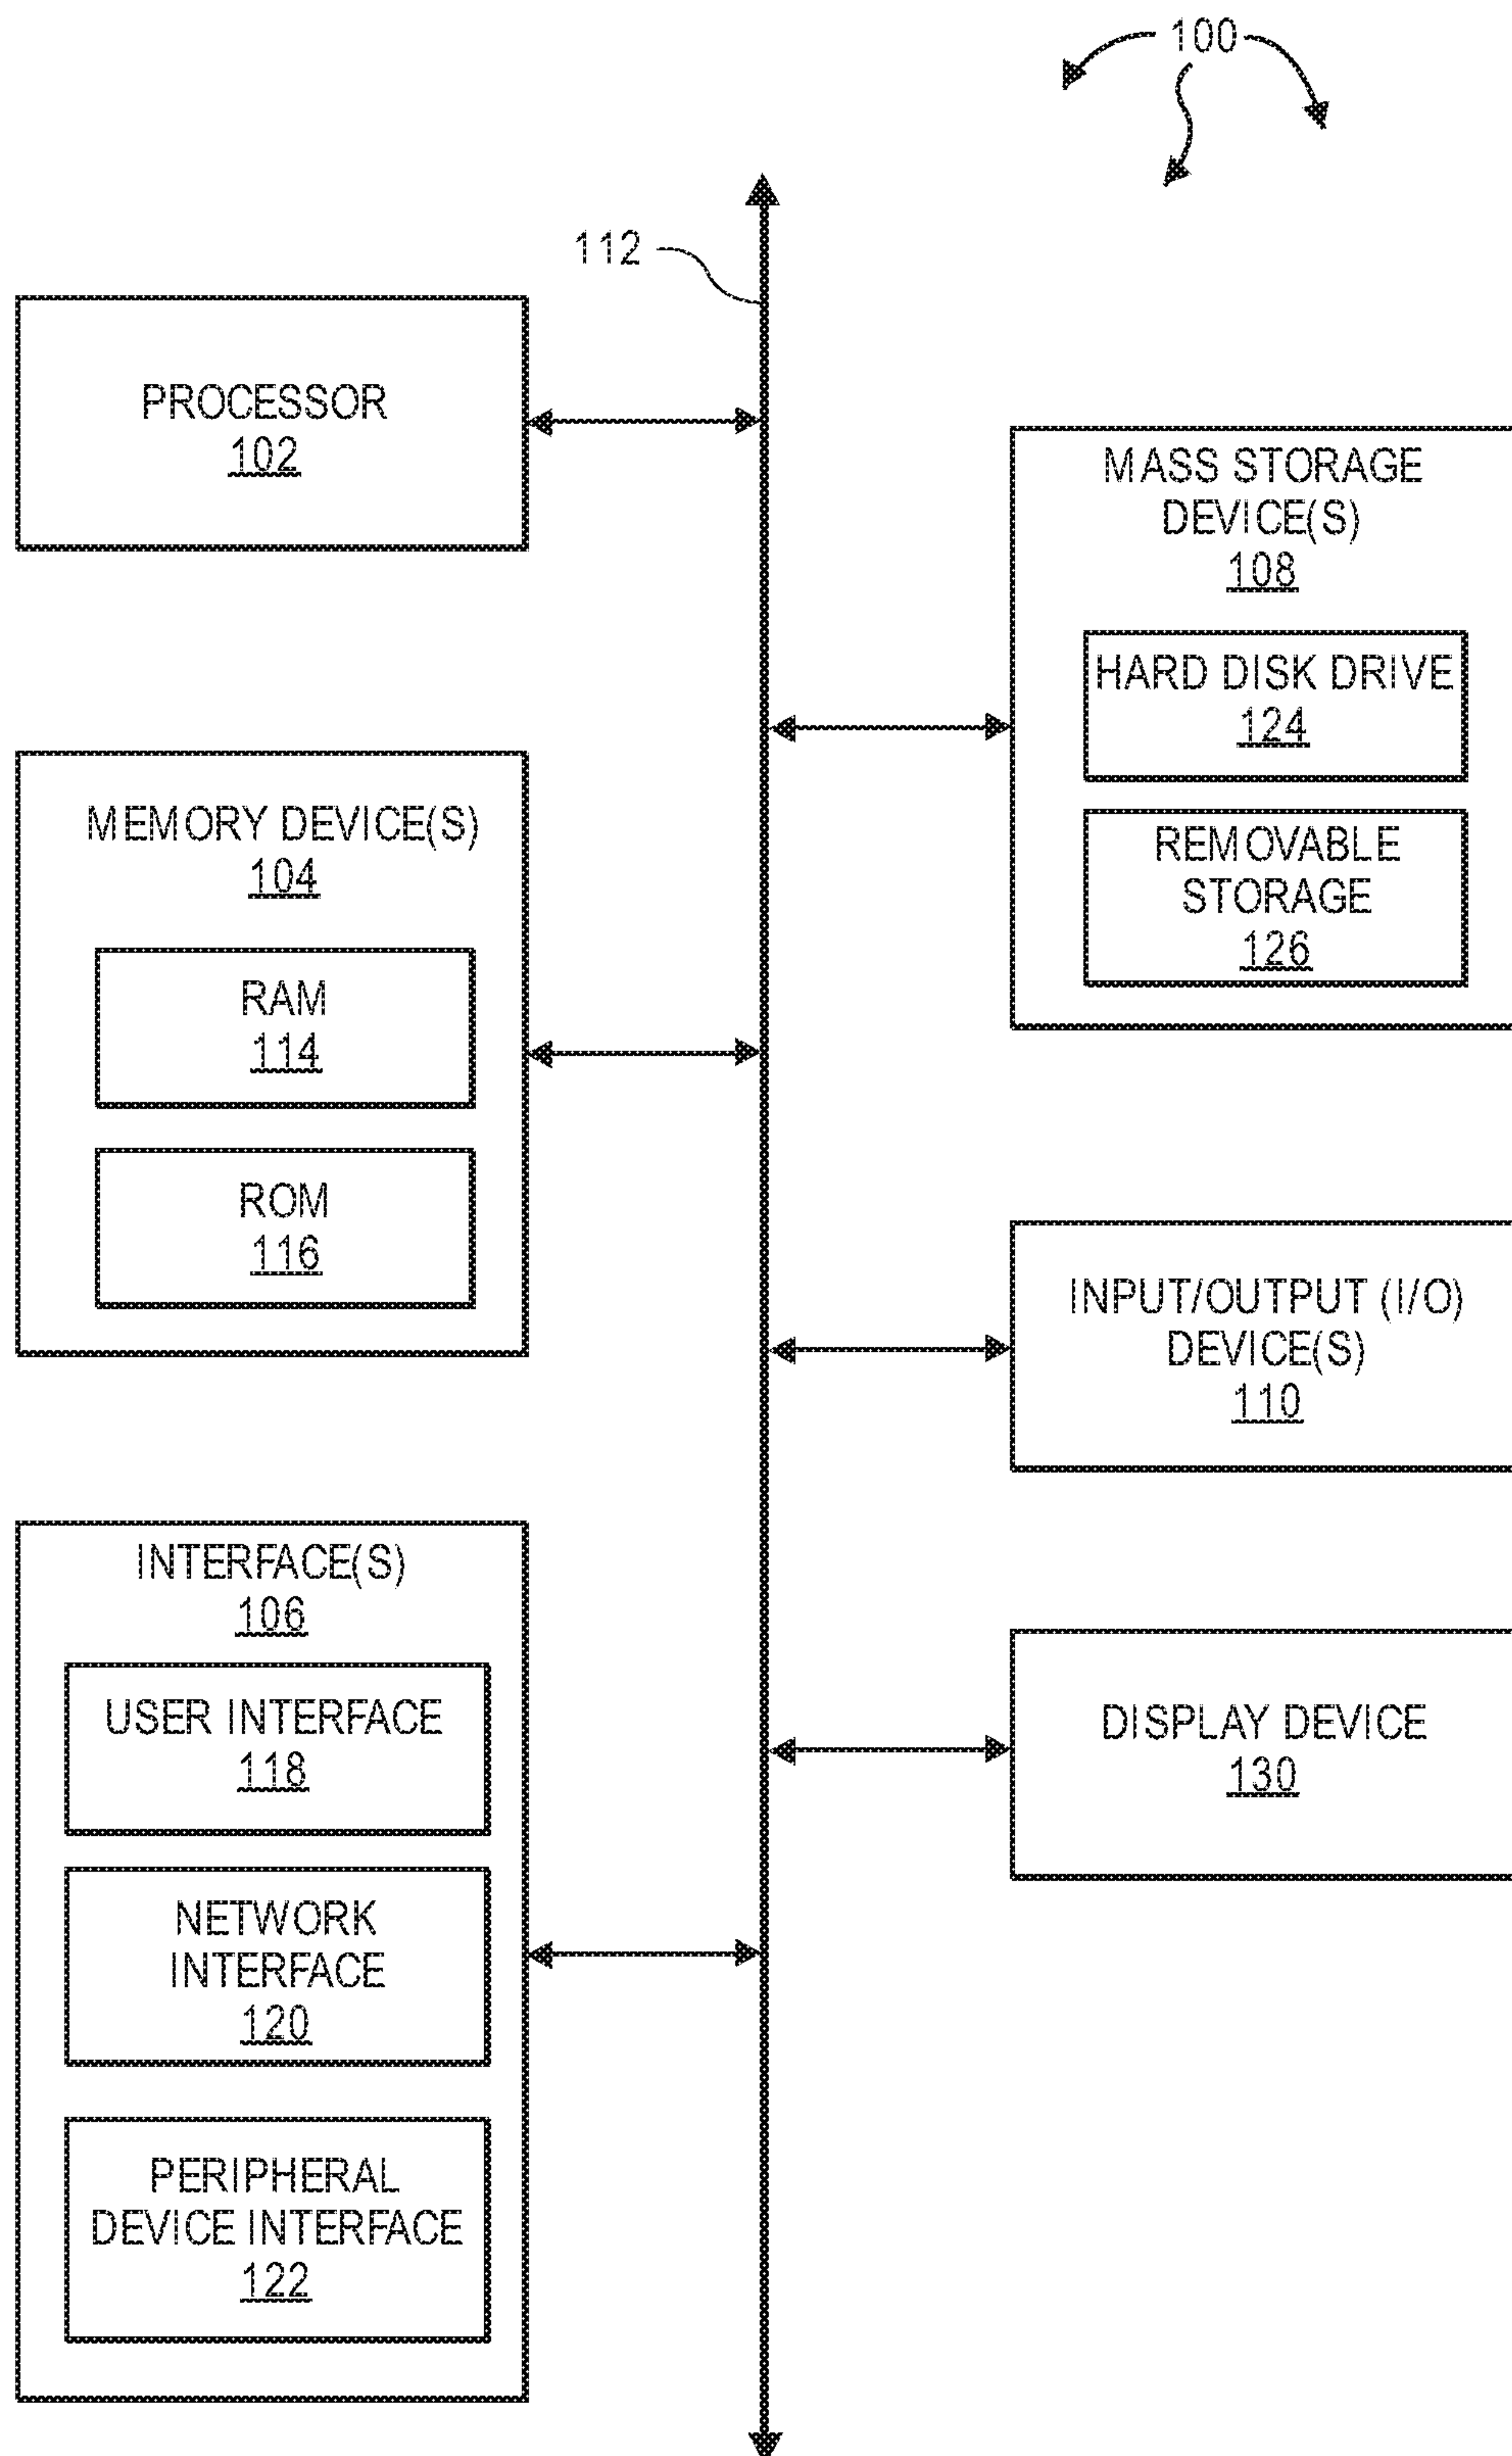 100
112
PROCESSOR
102
MEMORY DEVICE(S)
104
RAM
114
ROM
116
INTERFACE(S)
106
USER INTERFACE
118
NETWORK
INTERFACE
120
PERIPHERAL
DEVICE INTERFACE
122
MASS STORAGE
DEVICE(S)
108
HARD DISK DRIVE
124
REMOVABLE
STORAGE
126
INPUT/OUTPUT (I/O)
DEVICE(S)
110
DISPLAY DEVICE
130